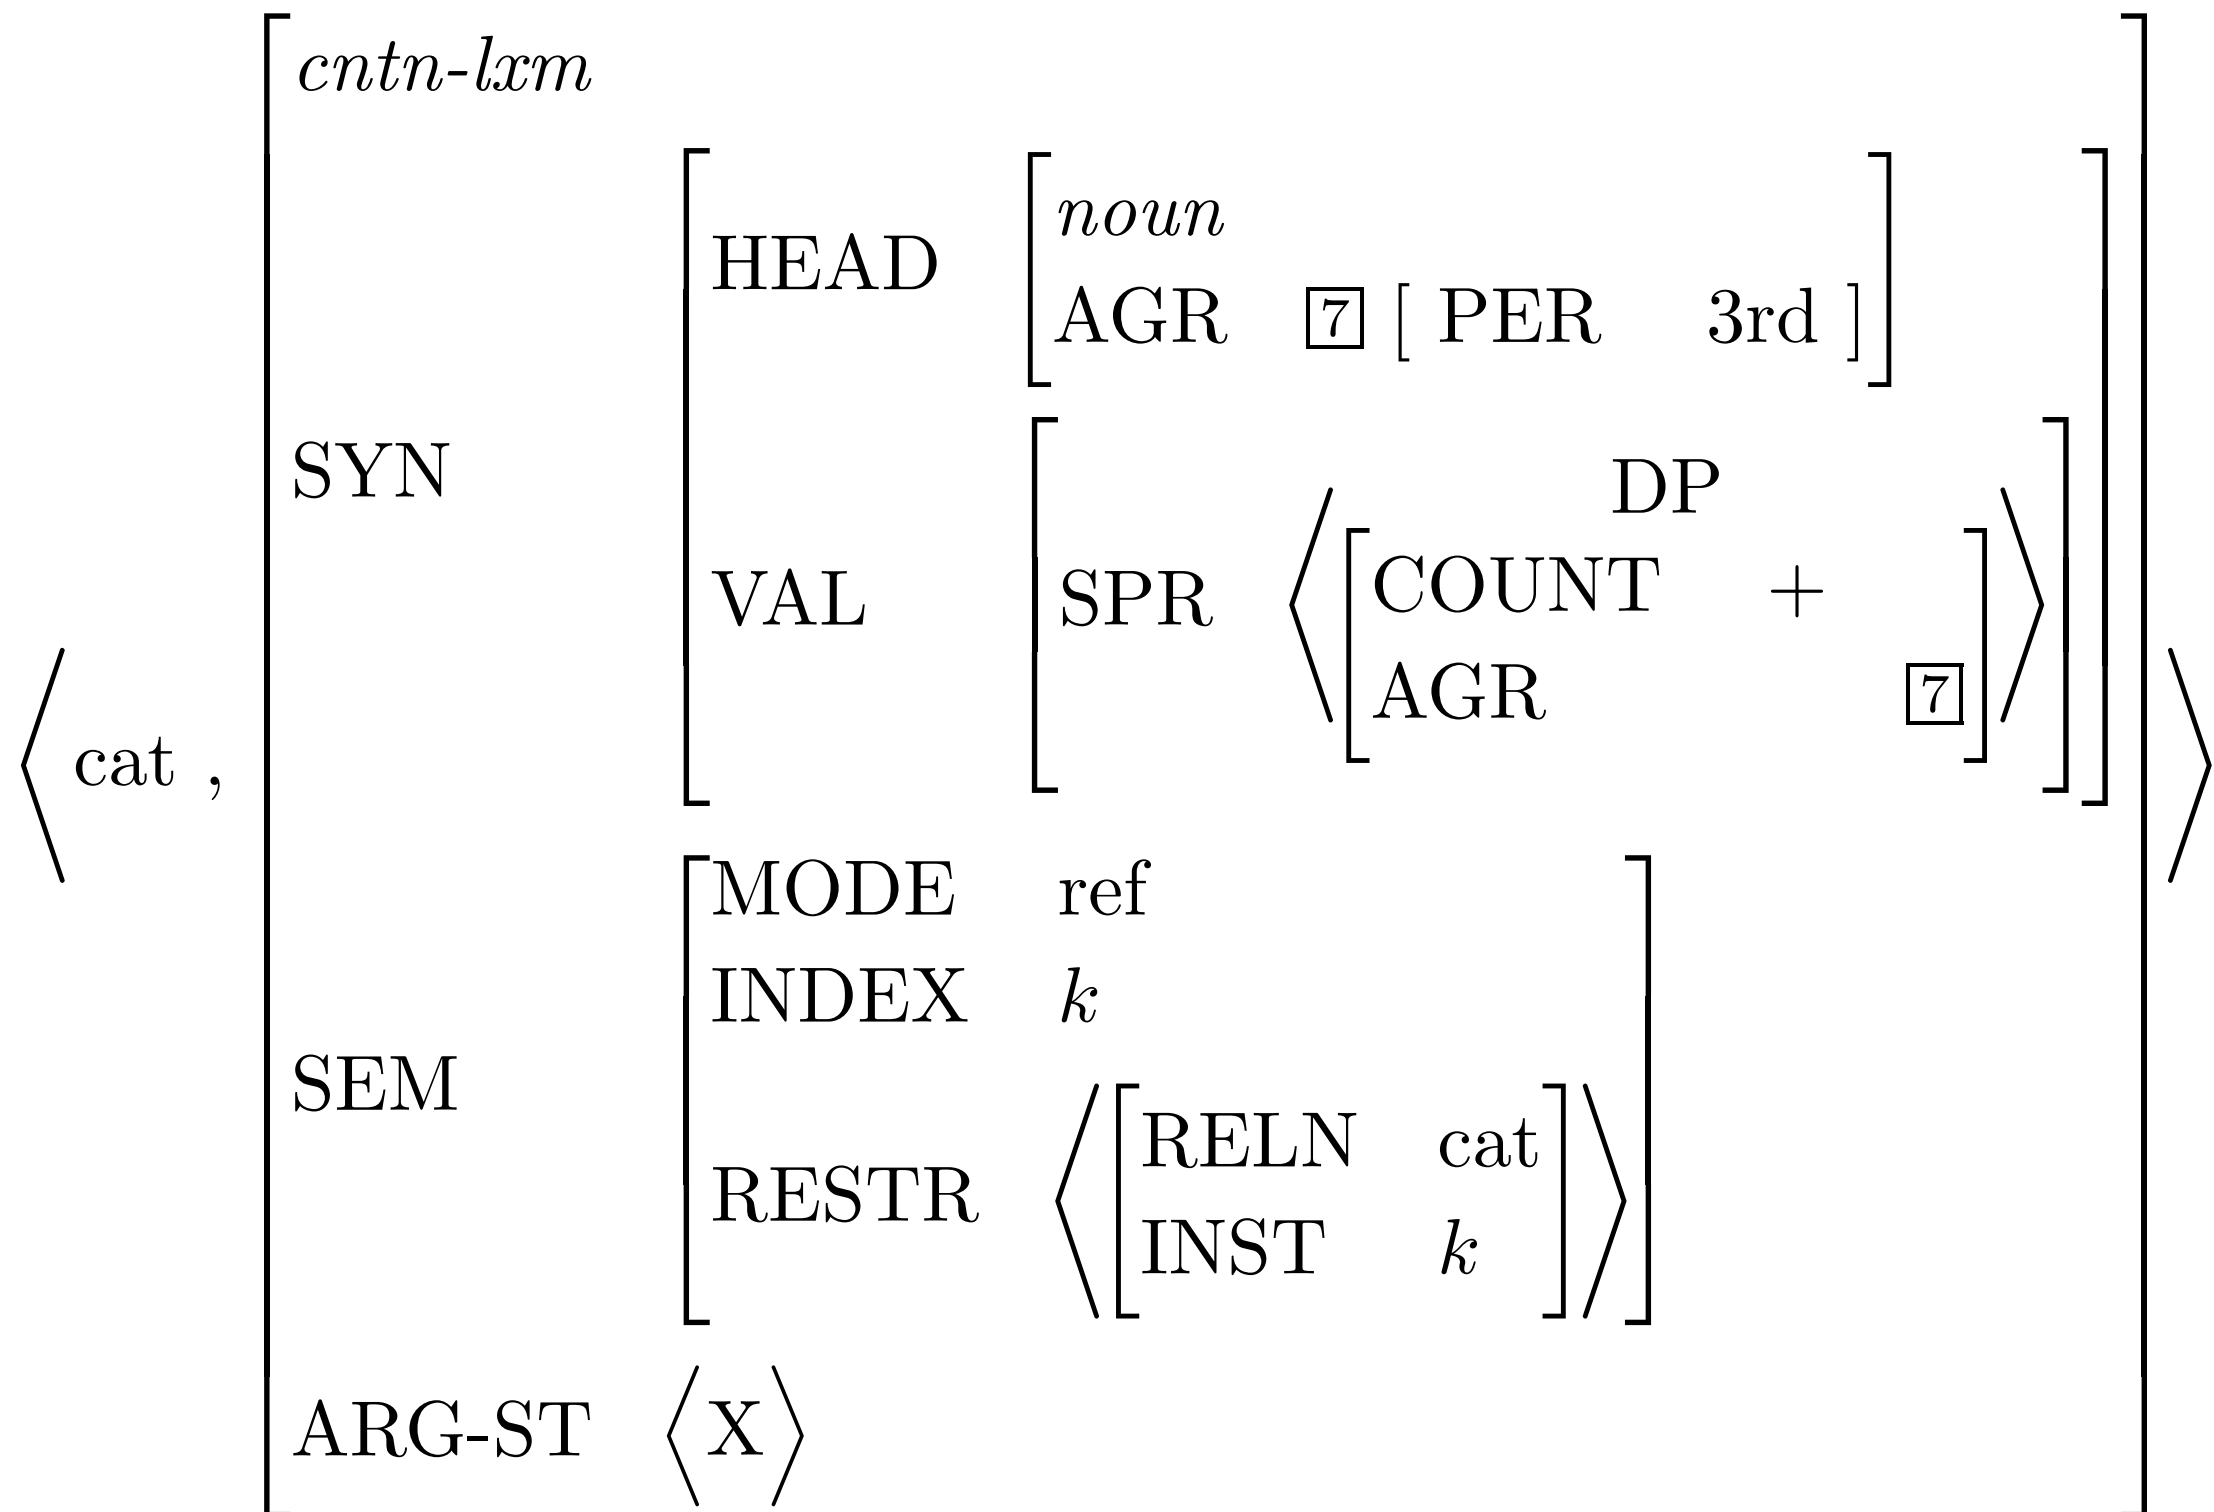 cntn-lxm
noun
HEAD
AGR 7 [ PER 3rd ]
SYN
DP
VAL SPR ⟨ [ COUNT +
AGR 7 ] ⟩
⟨ cat ,
MODE ref
INDEX k
SEM
RELN cat
RESTR
INST k
ARG-ST ⟨ X ⟩